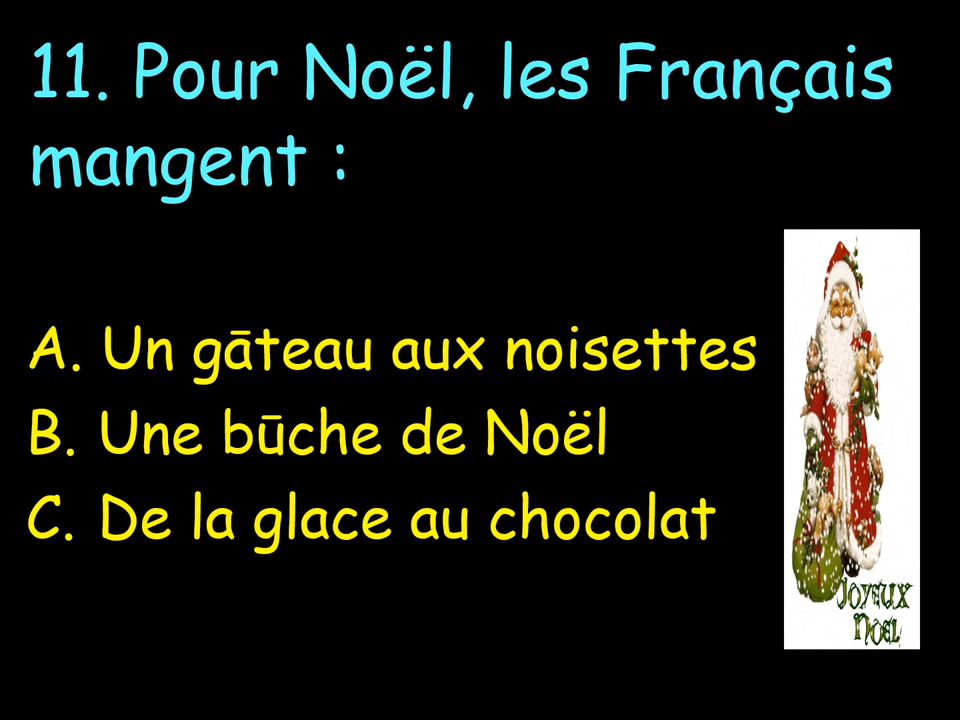 11. Pour Noël, les Français
mangent :
A. Un gāteau aux noisettes
B. Une būche de Noël
C. De la glace au chocolat
JOYEUX
NOEL